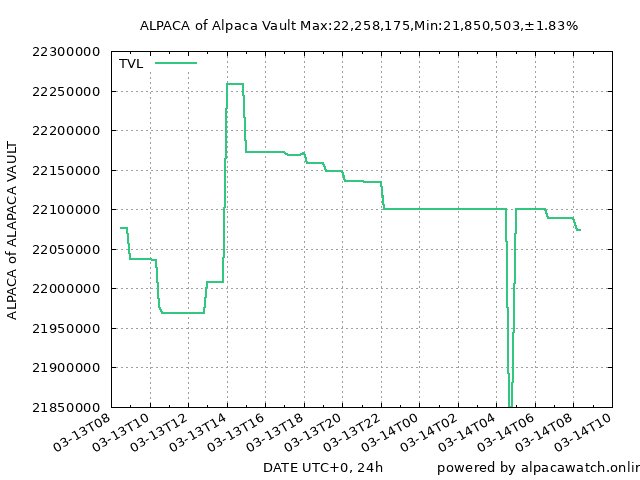 ALPACA of Alpaca Vault Max:22,258,175,Min:21,850,503,±1.83%
TVL
22300000
22250000
22200000
22150000
22100000
22050000
22000000
21950000
21900000
21850000
ALPACA of ALAPACA VAULT
03-13T08
03-13T10
03-13T12
03-13T14
03-13T16
03-13T18
03-13T20
03-13T22
03-14T00
03-14T02
03-14T04
03-14T06
03-14T08
03-14T10
DATE UTC+0, 24h
powered by alpacawatch.onlin